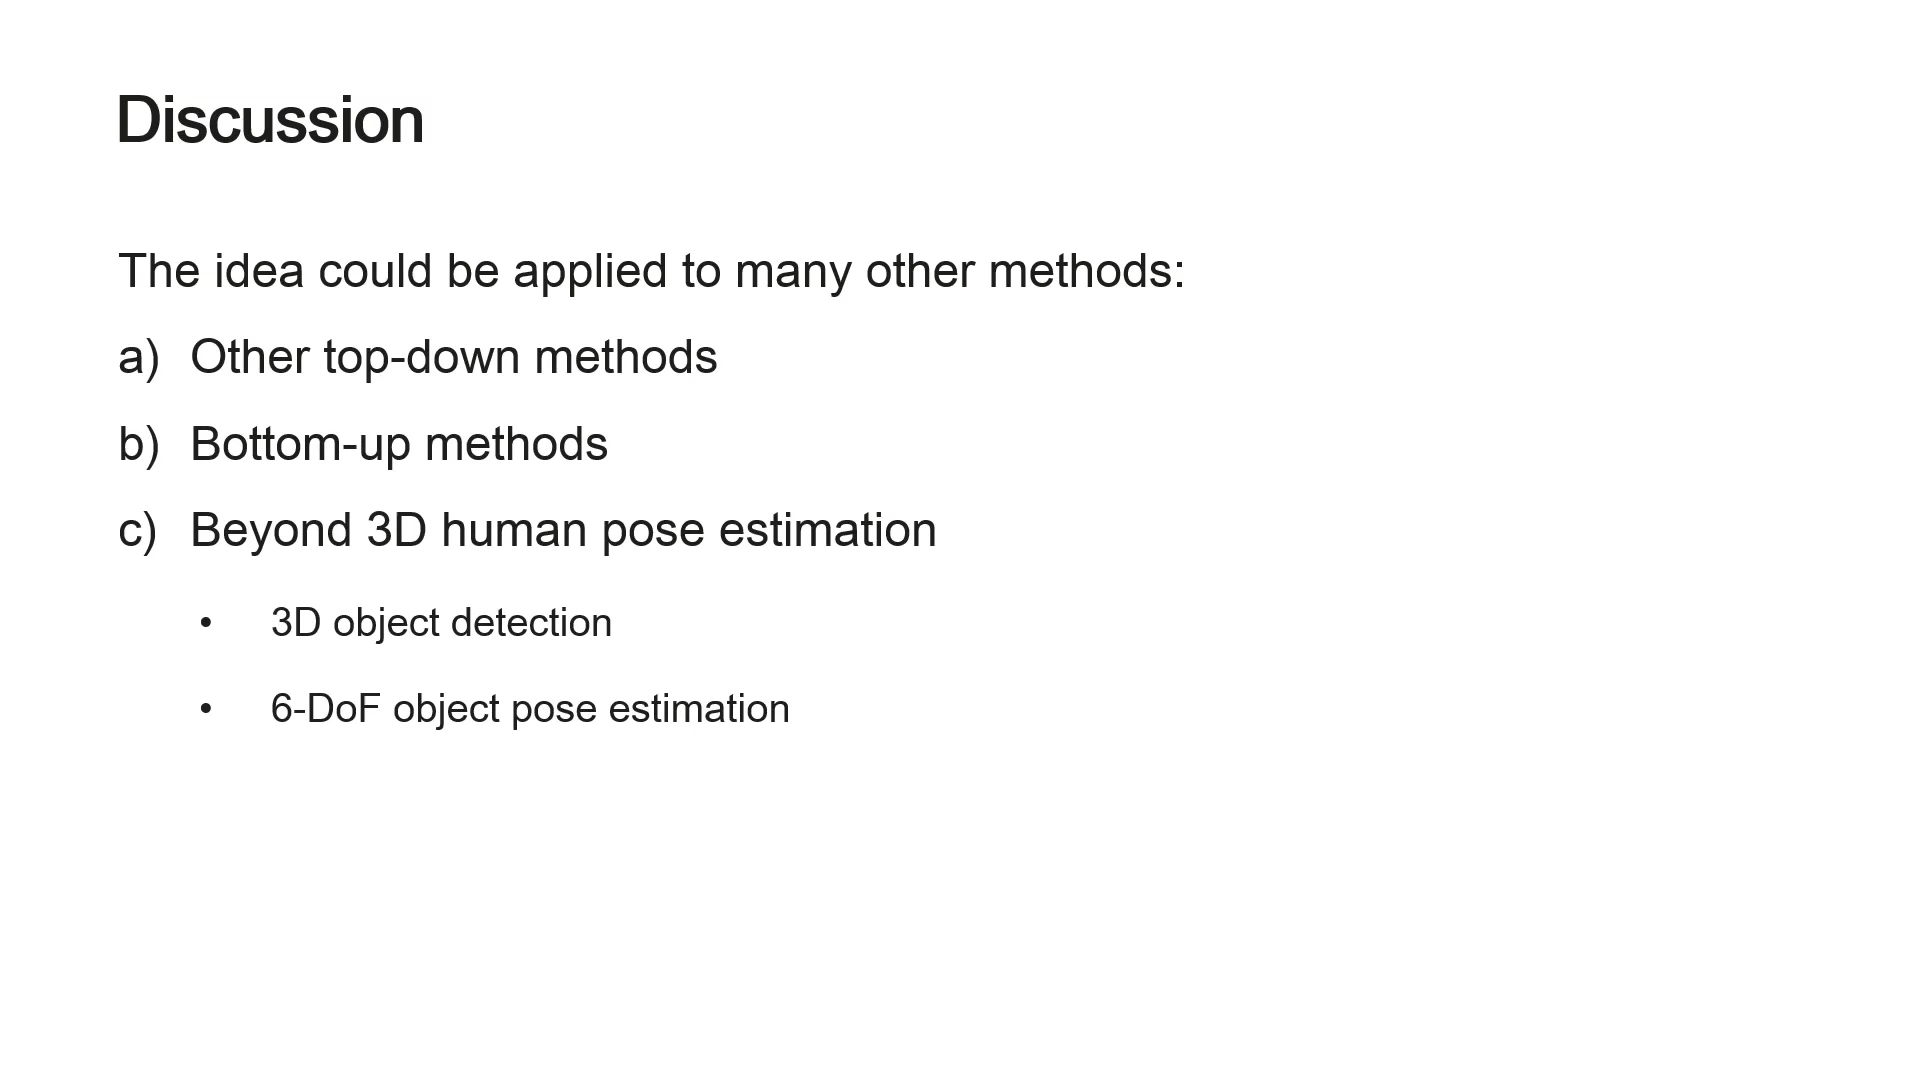 Discussion
The idea could be applied to many other methods:
a) Other top-down methods
b) Bottom-up methods
c) Beyond 3D human pose estimation
• 3D object detection
• 6-DoF object pose estimation